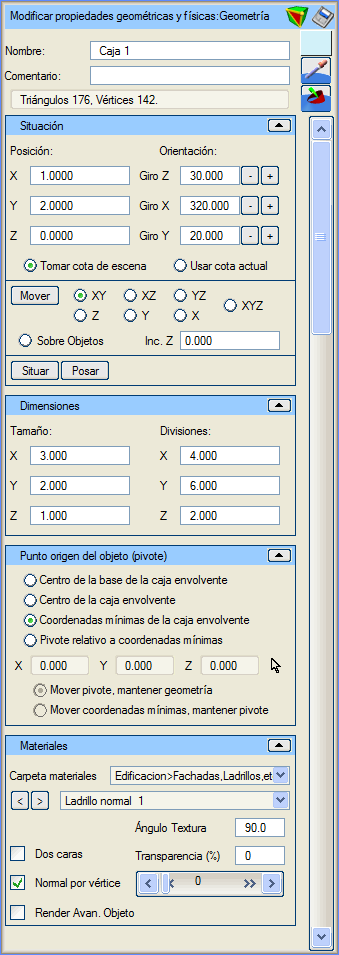 Modificar propiedades geométricas y físicas:Geometría
Nombre: Caja 1
Comentario:
Triángulos 176, Vértices 142.
Situación
Posición: Orientación:
X 1.0000 Giro Z 30.000 - +
Y 2.0000 Giro X 320.000 - +
Z 0.0000 Giro Y 20.000 - +
Tomar cota de escena Usar cota actual
Mover XY XZ YZ XYZ
Z Y X
Sobre Objetos Inc. Z 0.000
Situar Posar
Dimensiones
Tamaño: Divisiones:
X 3.000 X 4.000
Y 2.000 Y 6.000
Z 1.000 Z 2.000
Punto origen del objeto (pivote)
Centro de la base de la caja envolvente
Centro de la caja envolvente
Coordenadas mínimas de la caja envolvente
Pivote relativo a coordenadas mínimas
X 0.000 Y 0.000 Z 0.000
Mover pivote, mantener geometría
Mover coordenadas mínimas, mantener pivote
Materiales
Carpeta materiales Edificacion>Fachadas,Ladrillos,et
< > Ladrillo normal 1
Ángulo Textura 90.0
Dos caras Transparencia (%) 0
Normal por vértice 0
Render Avan. Objeto